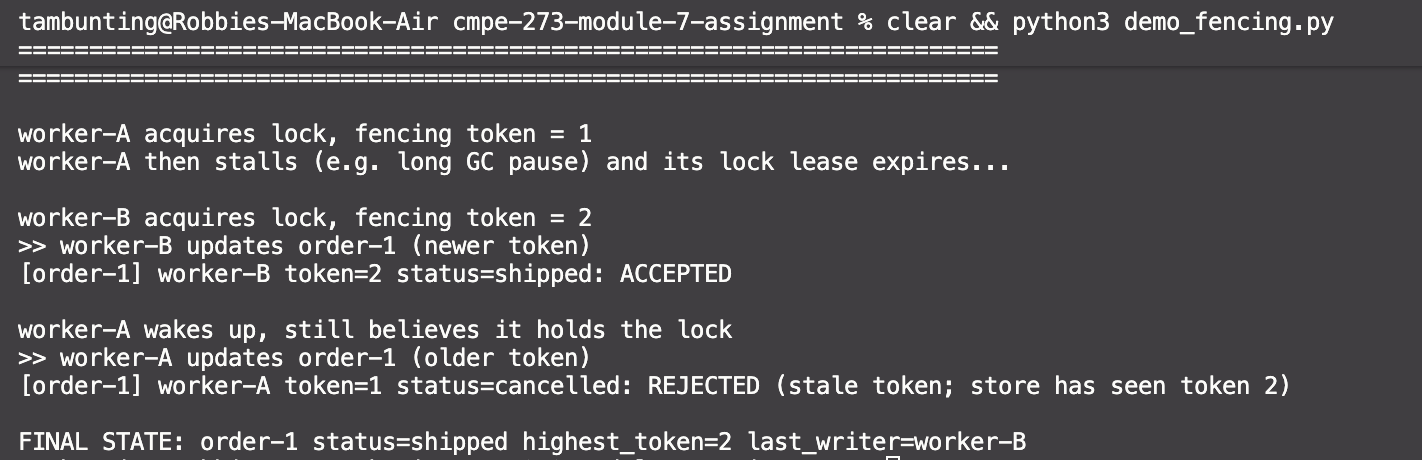 tambunting@Robbies-MacBook-Air cmpe-273-module-7-assignment % clear && python3 demo_fencing.py
======================================================================
======================================================================
worker-A acquires lock, fencing token = 1
worker-A then stalls (e.g. long GC pause) and its lock lease expires...
worker-B acquires lock, fencing token = 2
>> worker-B updates order-1 (newer token)
[order-1] worker-B token=2 status=shipped: ACCEPTED
worker-A wakes up, still believes it holds the lock
>> worker-A updates order-1 (older token)
[order-1] worker-A token=1 status=cancelled: REJECTED (stale token; store has seen token 2)
FINAL STATE: order-1 status=shipped highest_token=2 last_writer=worker-B